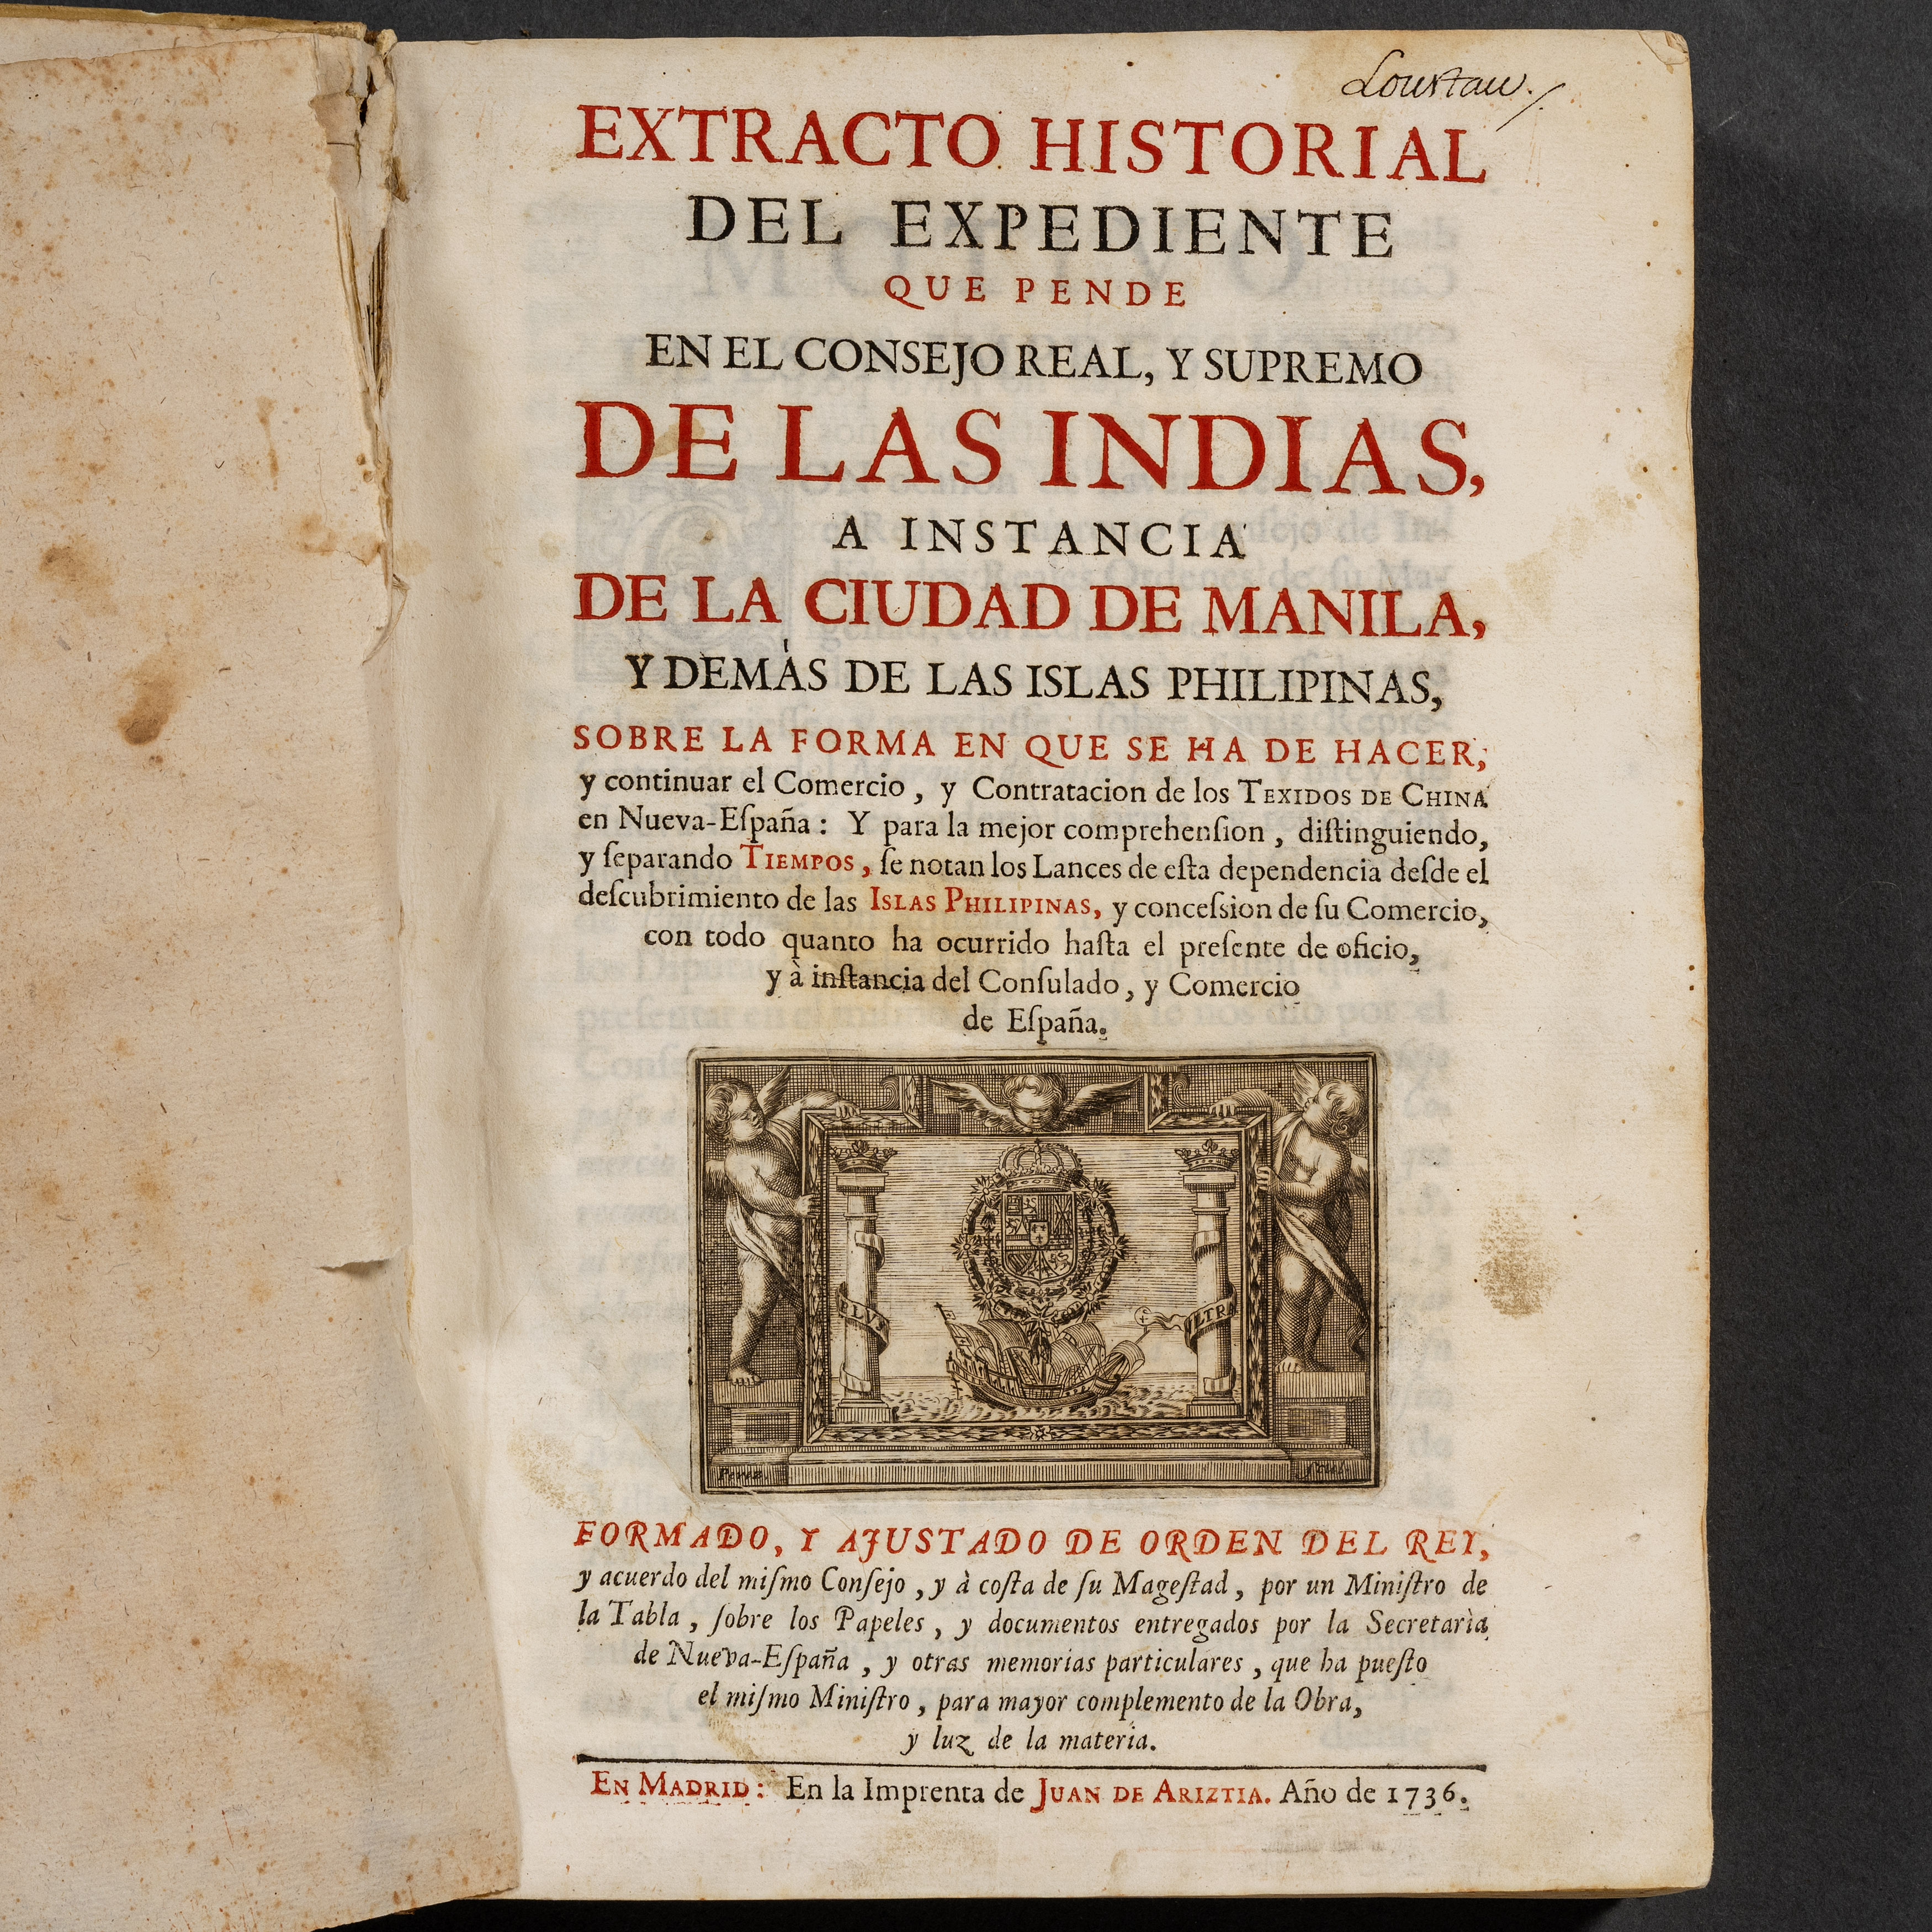 Loustau.
EXTRACTO HISTORIAL
DEL EXPEDIENTE
QUE PENDE
EN EL CONSEJO REAL, Y SUPREMO
DE LAS INDIAS,
A INSTANCIA
DE LA CIUDAD DE MANILA,
Y DEMÀS DE LAS ISLAS PHILIPINAS,
SOBRE LA FORMA EN QUE SE HA DE HACER,
y continuar el Comercio, y Contratacion de los TEXIDOS DE CHINA
en Nueva-Eſpaña: Y para la mejor comprehenſion, diſtinguiendo,
y ſeparando TIEMPOS, ſe notan los Lances de eſta dependencia deſde el
deſcubrimiento de las ISLAS PHILIPINAS, y conceſsion de ſu Comercio,
con todo quanto ha ocurrido haſta el preſente de oficio,
y à inſtancia del Conſulado, y Comercio
de Eſpaña.
PLVS
VLTRA
FORMADO, Y AJUSTADO DE ORDEN DEL REY,
y acuerdo del miſmo Conſejo, y à coſta de ſu Mageſtad, por un Miniſtro de
la Tabla, ſobre los Papeles, y documentos entregados por la Secretarìa
de Nueva-Eſpaña, y otras memorias particulares, que ha pueſto
el miſmo Miniſtro, para mayor complemento de la Obra,
y luz de la materia.
EN MADRID: En la Imprenta de JUAN DE ARIZTIA. Año de 1736.